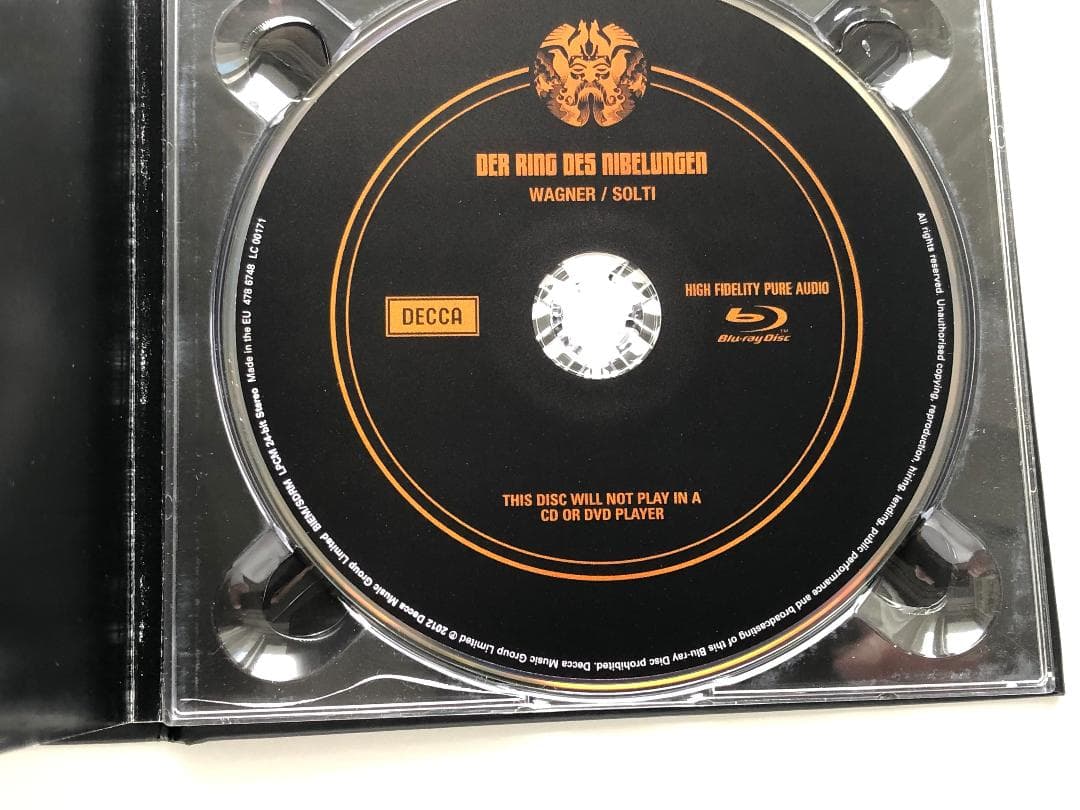 DER RING DES NIBELUNGEN
WAGNER / SOLTI
DECCA
HIGH FIDELITY PURE AUDIO
Blu-ray Disc
TM
THIS DISC WILL NOT PLAY IN A
CD OR DVD PLAYER
All rights reserved. Unauthorised copying, reproduction, hiring, lending, public performance and broadcasting of this Blu-ray Disc prohibited. Decca Music Group Limited ℗ 2012 Decca Music Group Limited BIEM/SDRM LPCM 24-bit Stereo Made in the EU 478 6748 LC 00171